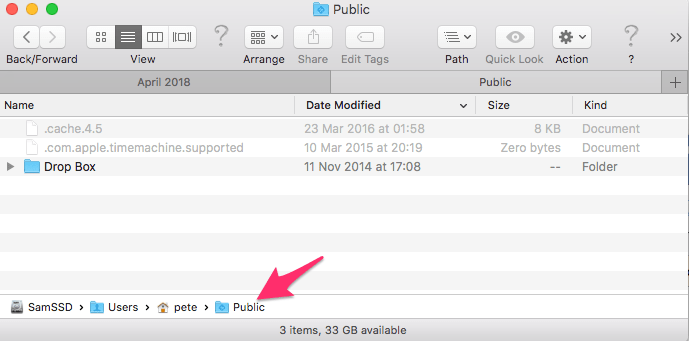 Public
Back/Forward View ? Arrange Share Edit Tags Path Quick Look Action ?
April 2018 Public +
Name Date Modified Size Kind
.cache.4.5 23 Mar 2016 at 01:58 8 KB Document
.com.apple.timemachine.supported 10 Mar 2015 at 20:19 Zero bytes Document
Drop Box 11 Nov 2014 at 17:08 -- Folder
SamSSD › Users › pete › Public
3 items, 33 GB available